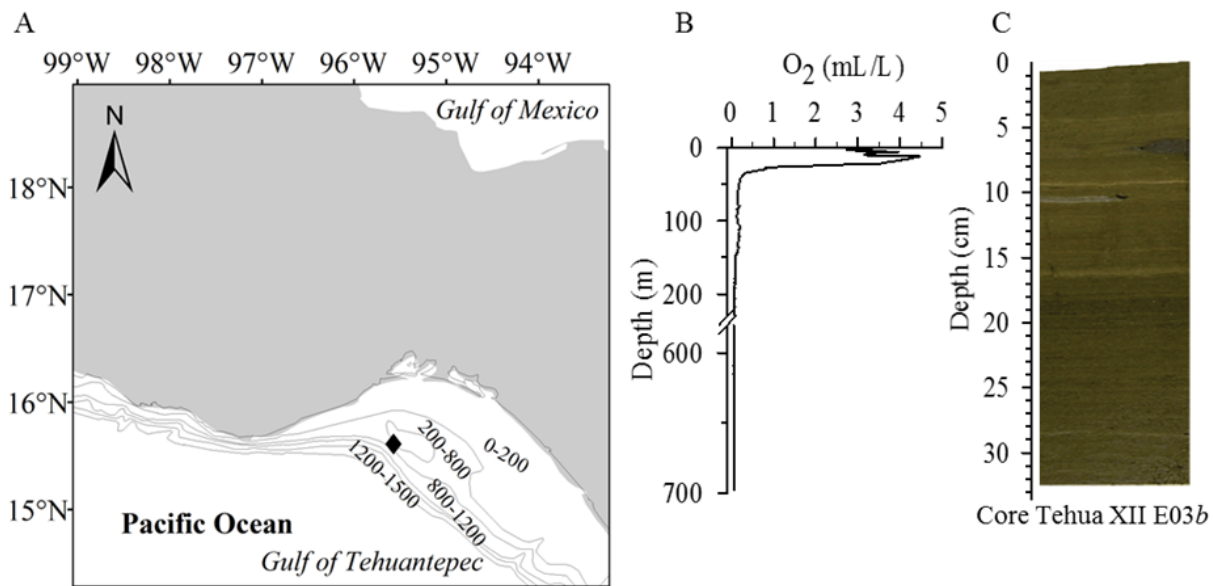 A
99°W 98°W 97°W 96°W 95°W 94°W
Gulf of Mexico
N
18°N
17°N
16°N
15°N
0-200
200-800
800-1200
1200-1500
Pacific Ocean
Gulf of Tehuantepec
B
O2 (mL/L)
0 1 2 3 4 5
Depth (m)
0
100
200
600
700
C
Depth (cm)
0
5
10
15
20
25
30
Core Tehua XII E03b